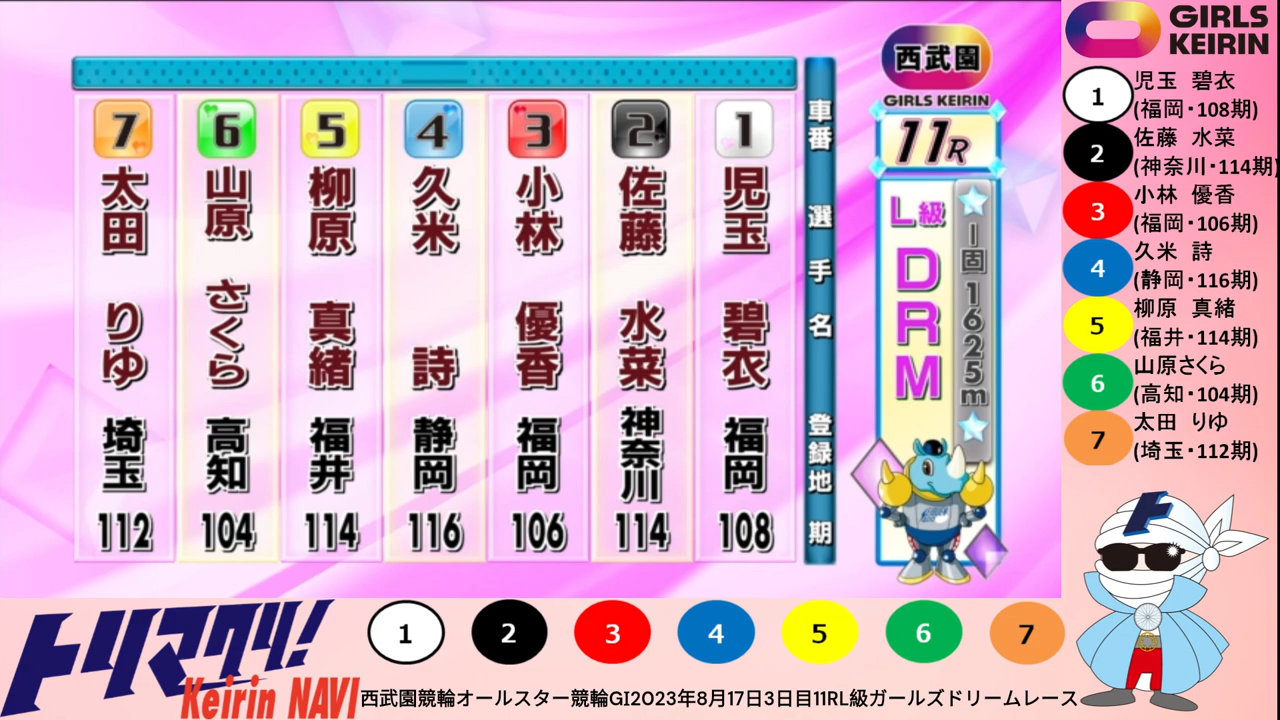 西武園
GIRLS KEIRIN
11R
L級
DRM
一固1625m
車番 選手名 登録地 期
1 児玉 碧衣 福岡 108
2 佐藤 水菜 神奈川 114
3 小林 優香 福岡 106
4 久米 詩 静岡 116
5 柳原 真緒 福井 114
6 山原 さくら 高知 104
7 太田 りゆ 埼玉 112
GIRLS
KEIRIN
1 児玉 碧衣
(福岡・108期)
2 佐藤 水菜
(神奈川・114期)
3 小林 優香
(福岡・106期)
4 久米 詩
(静岡・116期)
5 柳原 真緒
(福井・114期)
6 山原さくら
(高知・104期)
7 太田 りゆ
(埼玉・112期)
トリマクリ!
Keirin NAVI
1 2 3 4 5 6 7
西武園競輪オールスター競輪GI2023年8月17日3日目11RL級ガールズドリームレース